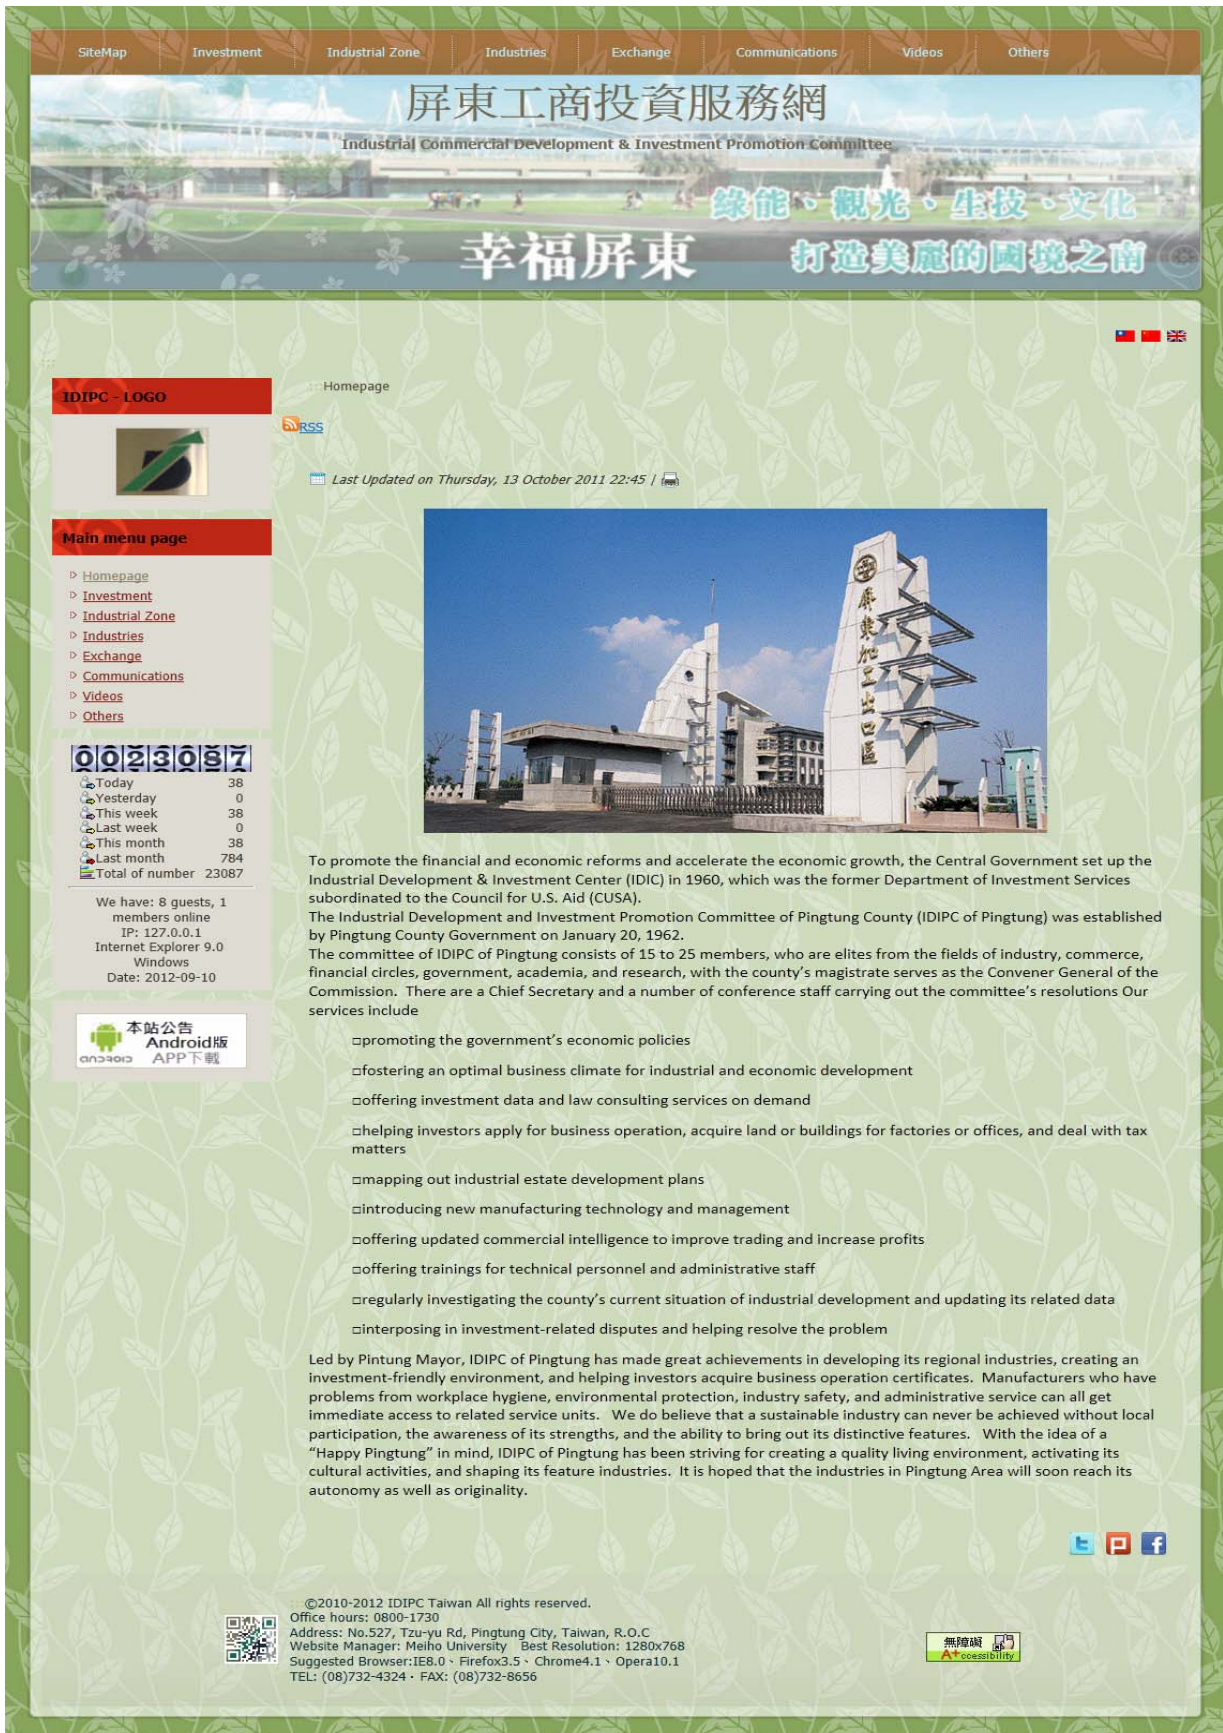 SiteMap Investment Industrial Zone Industries Exchange Communications Videos Others
屏東工商投資服務網
Industrial Commercial Development & Investment Promotion Committee
綠能、觀光、生技、文化
幸福屏東 打造美麗的國境之南
IDIPC - LOGO
:::Homepage
RSS
Last Updated on Thursday, 13 October 2011 22:45 |
Main menu page
Homepage
Investment
Industrial Zone
Industries
Exchange
Communications
Videos
Others
屏東加工出口區
00023087
Today 38
Yesterday 0
This week 38
Last week 0
This month 38
Last month 784
Total of number 23087
We have: 8 guests, 1
members online
IP: 127.0.0.1
Internet Explorer 9.0
Windows
Date: 2012-09-10
本站公告
Android版
APP下載
To promote the financial and economic reforms and accelerate the economic growth, the Central Government set up the
Industrial Development & Investment Center (IDIC) in 1960, which was the former Department of Investment Services
subordinated to the Council for U.S. Aid (CUSA).
The Industrial Development and Investment Promotion Committee of Pingtung County (IDIPC of Pingtung) was established
by Pingtung County Government on January 20, 1962.
The committee of IDIPC of Pingtung consists of 15 to 25 members, who are elites from the fields of industry, commerce,
financial circles, government, academia, and research, with the county’s magistrate serves as the Convener General of the
Commission. There are a Chief Secretary and a number of conference staff carrying out the committee’s resolutions Our
services include
□promoting the government’s economic policies
□fostering an optimal business climate for industrial and economic development
□offering investment data and law consulting services on demand
□helping investors apply for business operation, acquire land or buildings for factories or offices, and deal with tax
matters
□mapping out industrial estate development plans
□introducing new manufacturing technology and management
□offering updated commercial intelligence to improve trading and increase profits
□offering trainings for technical personnel and administrative staff
□regularly investigating the county’s current situation of industrial development and updating its related data
□interposing in investment-related disputes and helping resolve the problem
Led by Pintung Mayor, IDIPC of Pingtung has made great achievements in developing its regional industries, creating an
investment-friendly environment, and helping investors acquire business operation certificates. Manufacturers who have
problems from workplace hygiene, environmental protection, industry safety, and administrative service can all get
immediate access to related service units. We do believe that a sustainable industry can never be achieved without local
participation, the awareness of its strengths, and the ability to bring out its distinctive features. With the idea of a
“Happy Pingtung” in mind, IDIPC of Pingtung has been striving for creating a quality living environment, activating its
cultural activities, and shaping its feature industries. It is hoped that the industries in Pingtung Area will soon reach its
autonomy as well as originality.
:::©2010-2012 IDIPC Taiwan All rights reserved.
Office hours: 0800-1730
Address: No.527, Tzu-yu Rd, Pingtung City, Taiwan, R.O.C
Website Manager: Meiho University Best Resolution: 1280x768
Suggested Browser:IE8.0、Firefox3.5、Chrome4.1、Opera10.1
TEL: (08)732-4324・FAX: (08)732-8656
無障礙
A+ccessibility